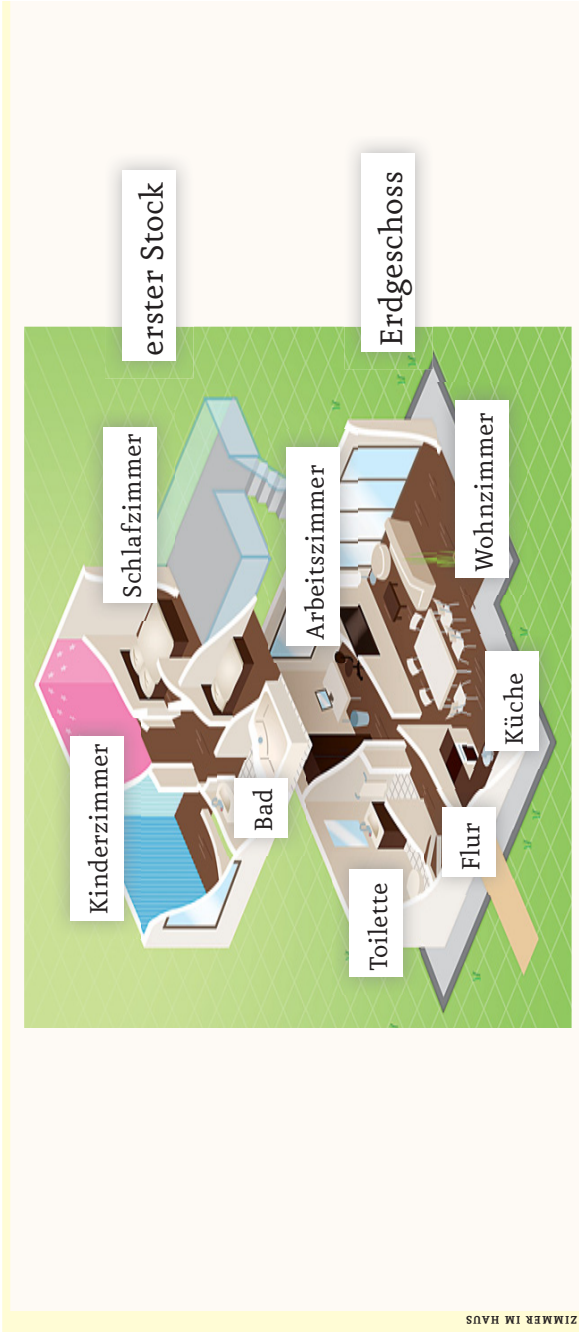 ZIMMER IM HAUS
erster Stock
Schlafzimmer
Kinderzimmer
Bad
Erdgeschoss
Arbeitszimmer
Wohnzimmer
Küche
Flur
Toilette